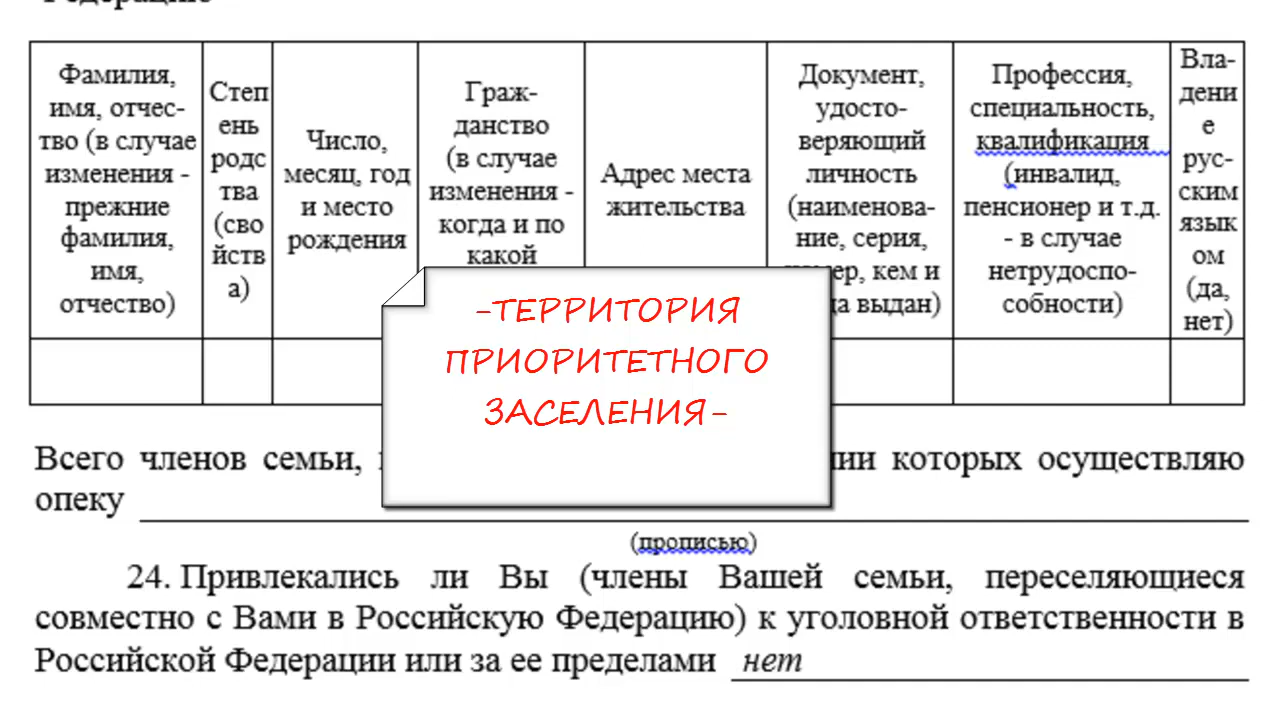 Фамилия,
имя, отчес-
тво (в случае
изменения -
прежние
фамилия,
имя,
отчество)
Степ
ень
родс
тва
(сво
йств
а)
Число,
месяц, год
и место
рождения
Граж-
данство
(в случае
изменения -
когда и по
какой
Адрес места
жительства
Документ,
удосто-
веряющий
личность
(наименова-
ние, серия,
кем и
выдан)
Профессия,
специальность,
квалификация
(инвалид,
пенсионер и т.д.
- в случае
нетрудоспо-
собности)
Вла-
дени
е
рус-
ским
язык
ом
(да,
нет)
-ТЕРРИТОРИЯ
ПРИОРИТЕТНОГО
ЗАСЕЛЕНИЯ-
Всего членов семьи, которых осуществляю
опеку
(прописью)
24. Привлекались ли Вы (члены Вашей семьи, переселяющиеся
совместно с Вами в Российскую Федерацию) к уголовной ответственности в
Российской Федерации или за ее пределами нет